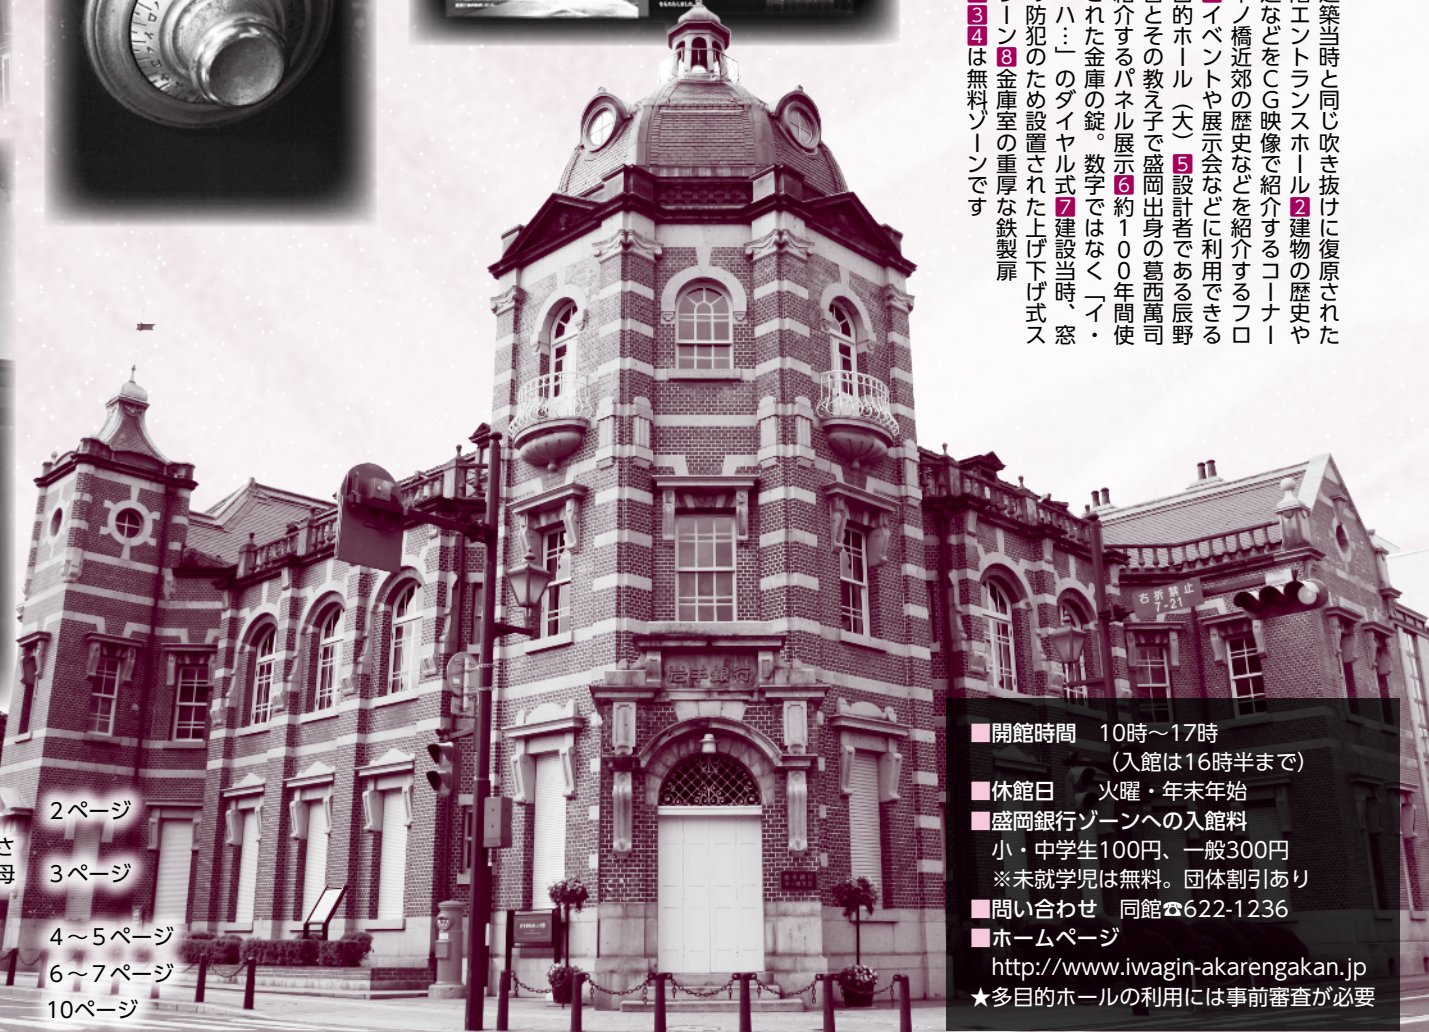 建築当時と同じ吹き抜けに復原された
階エントランスホール2建物の歴史や
造などをCG映像で紹介するコーナー
ノ橋近郊の歴史などを紹介するフロ
イベントや展示会などに利用できる
目的ホール（大）5設計者である辰野
とその教え子で盛岡出身の葛西萬司
紹介するパネル展示6約100年間使
された金庫の錠。数字ではなく「イ・
ハ…」のダイヤル式7建設当時、窓
の防犯のため設置された上げ下げ式ス
ーン8金庫室の重厚な鉄製扉
34は無料ゾーンです
右折禁止
7-21
岩手銀行
2ページ
さ
母
3ページ
4～5ページ
6～7ページ
10ページ
■開館時間　10時～17時
（入館は16時半まで）
■休館日　火曜・年末年始
■盛岡銀行ゾーンへの入館料
小・中学生100円、一般300円
※未就学児は無料。団体割引あり
■問い合わせ　同館☎622-1236
■ホームページ
http://www.iwagin-akarengakan.jp
★多目的ホールの利用には事前審査が必要